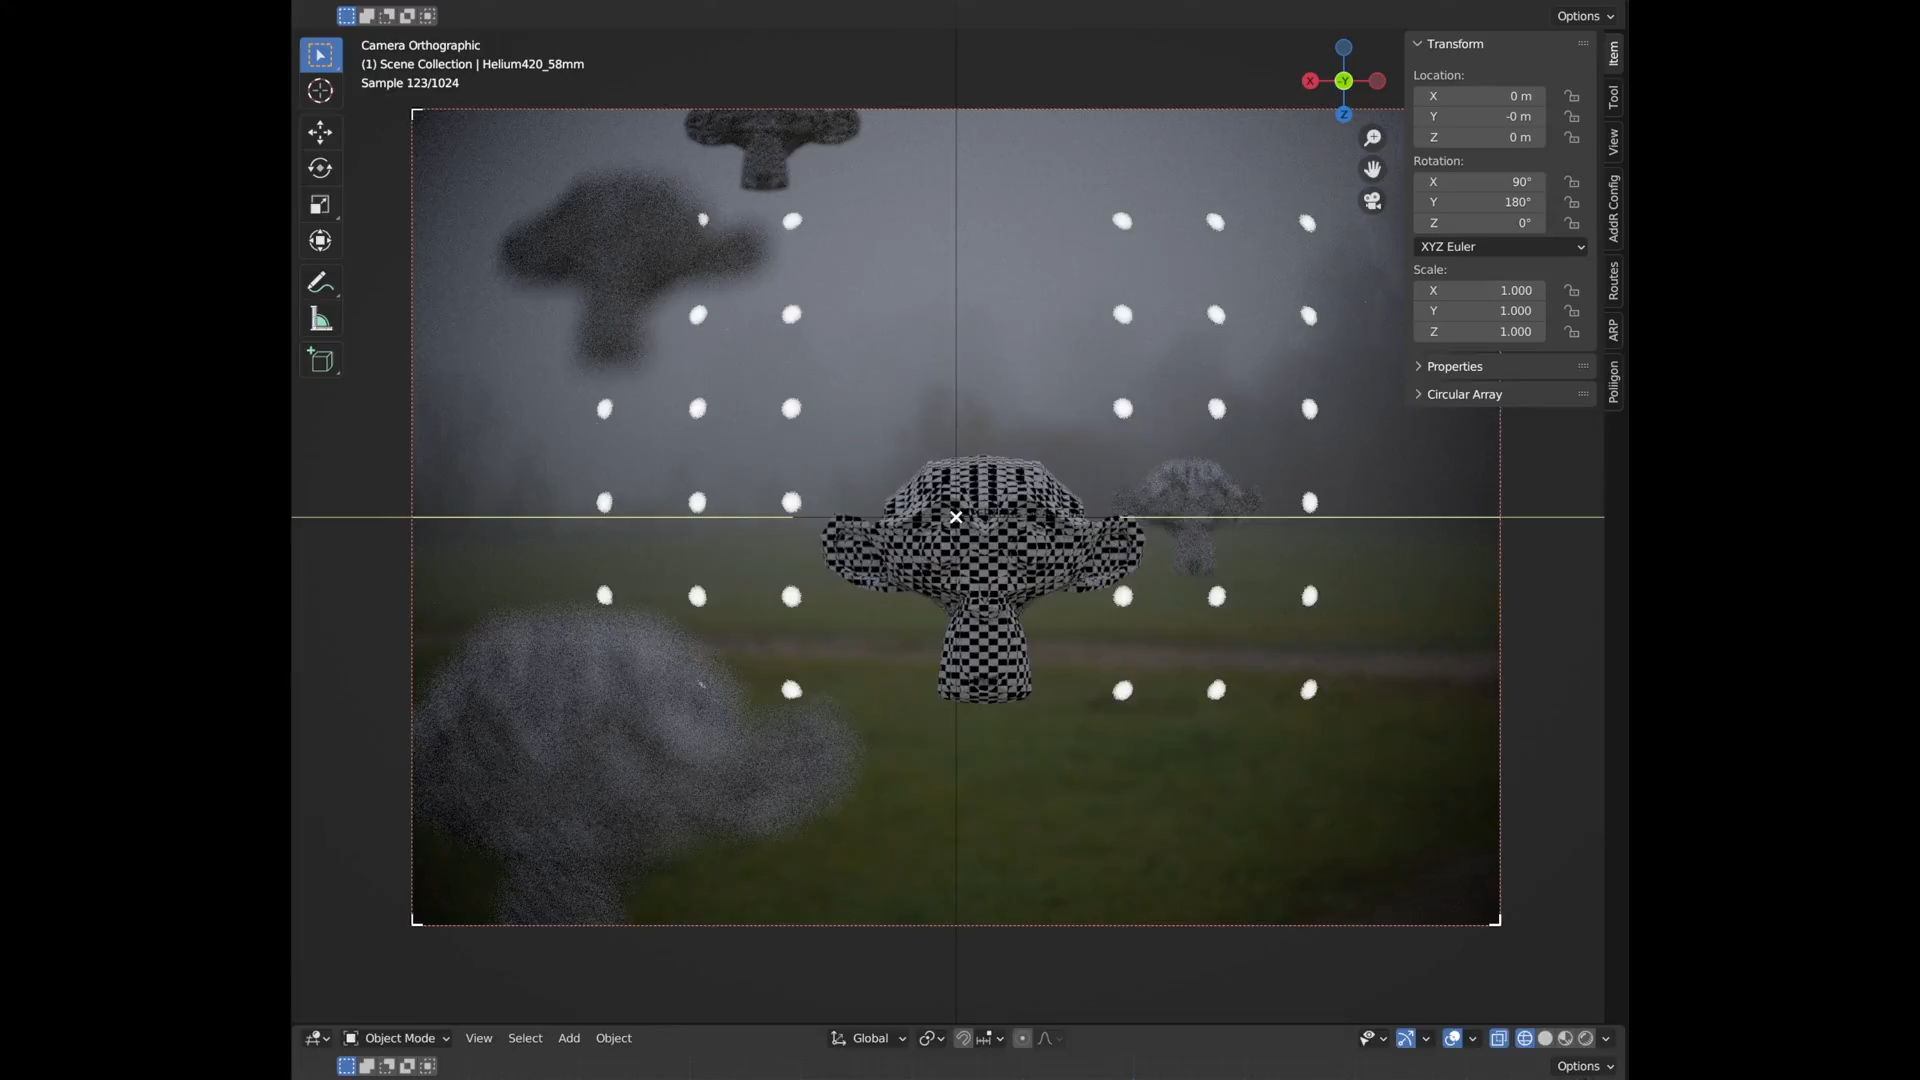 Options
Camera Orthographic
(1) Scene Collection | Helium420_58mm
Sample 123/1024
X
-Y
Z
Transform
Location:
X 0 m
Y -0 m
Z 0 m
Rotation:
X 90°
Y 180°
Z 0°
XYZ Euler
Scale:
X 1.000
Y 1.000
Z 1.000
Properties
Circular Array
Item
Tool
View
AddR Config
Routes
ARP
Poliigon
Object Mode View Select Add Object Global
Options